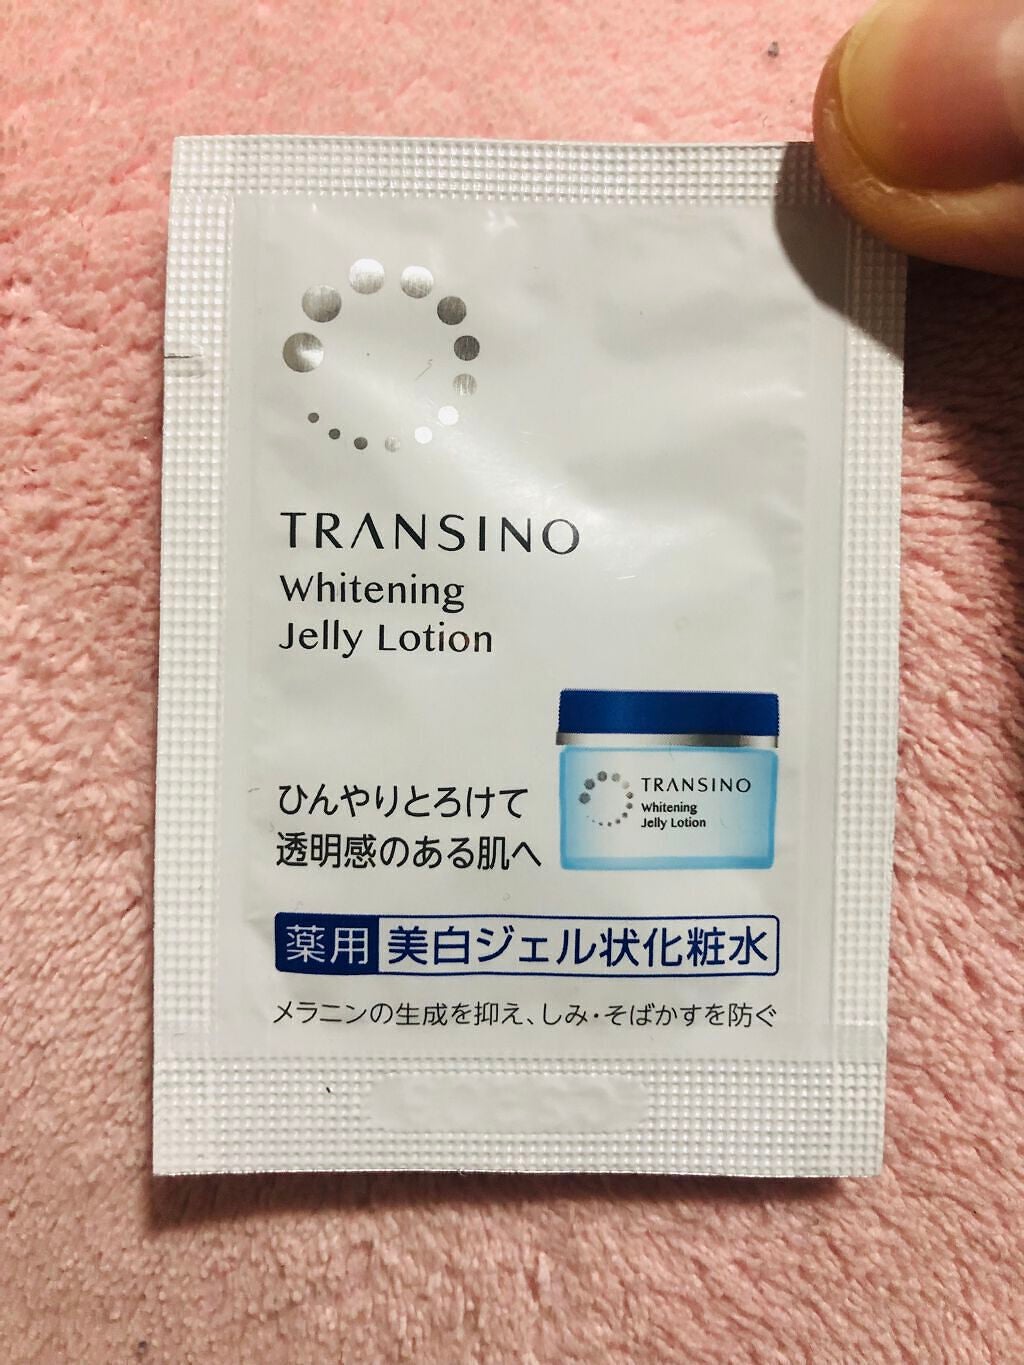 TRANSINO
Whitening
Jelly Lotion
ひんやりとろけて
透明感のある肌へ
TRANSINO
Whitening
Jelly Lotion
薬用 美白ジェル状化粧水
メラニンの生成を抑え、しみ・そばかすを防ぐ